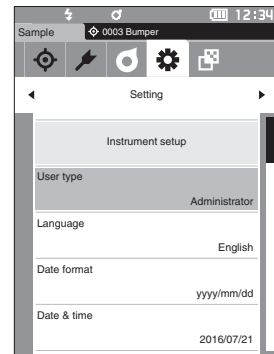 12:34
Sample
0003 Bumper
Setting
Instrument setup
User type
Administrator
Language
English
Date format
yyyy/mm/dd
Date & time
2016/07/21